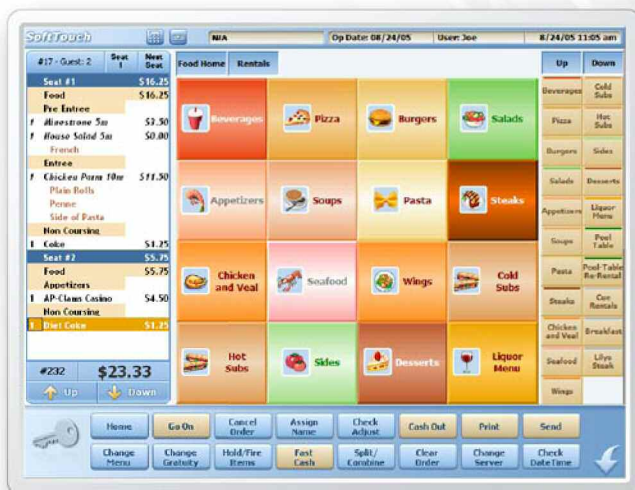 SoftTouch
N/A
Op Date: 08/24/05
User: Joe
8/24/05 11:05 am
#17 - Guest: 2
Seat 1
Next Seat
Food Home
Rentals
Up
Down
Seat #1 $16.25
Food $16.25
Pre Entree
1 Minestrone 5m $3.50
1 House Salad 5m $0.00
French
Entree
1 Chicken Parm 10m $11.50
Plain Rolls
Penne
Side of Pasta
Non Coursing
1 Coke $1.25
Seat #2 $5.75
Food $5.75
Appetizers
1 AP-Clams Casino $4.50
Non Coursing
1 Diet Coke $1.25
#232 $23.33
Up
Down
Beverages
Pizza
Burgers
Salads
Appetizers
Soups
Pasta
Steaks
Chicken and Veal
Seafood
Wings
Cold Subs
Hot Subs
Sides
Desserts
Liquor Menu
Beverages
Cold Subs
Pizza
Hot Subs
Burgers
Sides
Salads
Desserts
Appetizers
Liquor Menu
Soups
Pool Table
Pasta
Pool Table Re-Rental
Steaks
Cue Rentals
Chicken and Veal
Breakfast
Seafood
Lilys Steak
Wings
Home
Go On
Cancel Order
Assign Name
Check Adjust
Cash Out
Print
Send
Change Menu
Change Gratuity
Hold/Fire Items
Fast Cash
Split/ Combine
Clear Order
Change Server
Check DateTime